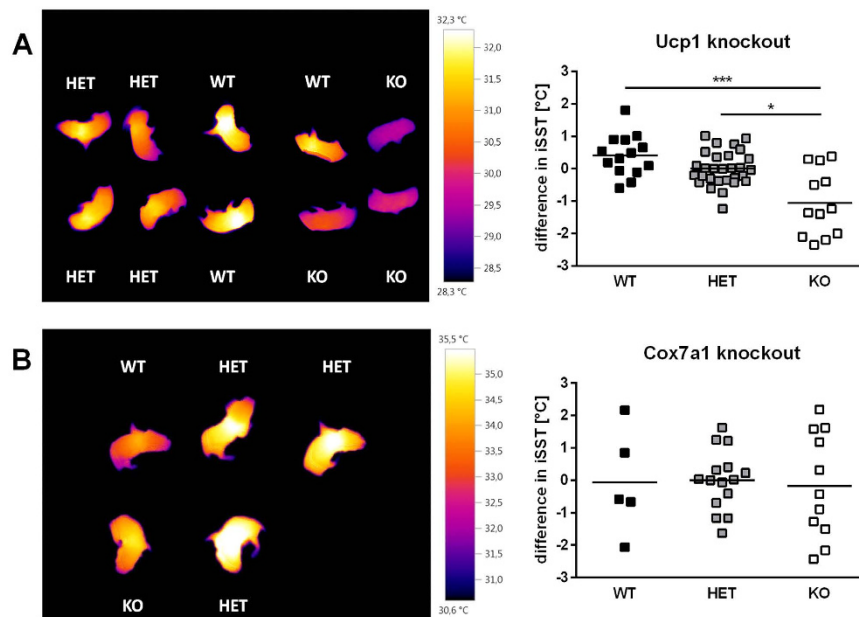 A
HET HET WT WT KO
HET HET WT KO KO
32,3 °C
32,0
31,5
31,0
30,5
30,0
29,5
29,0
28,5
28,3 °C
Ucp1 knockout
difference in iSST [°C]
3
2
1
0
-1
-2
-3
***
*
WT HET KO
B
WT HET HET
KO HET
35,5 °C
35,0
34,5
34,0
33,5
33,0
32,5
32,0
31,5
31,0
30,6 °C
Cox7a1 knockout
difference in iSST [°C]
3
2
1
0
-1
-2
-3
WT HET KO